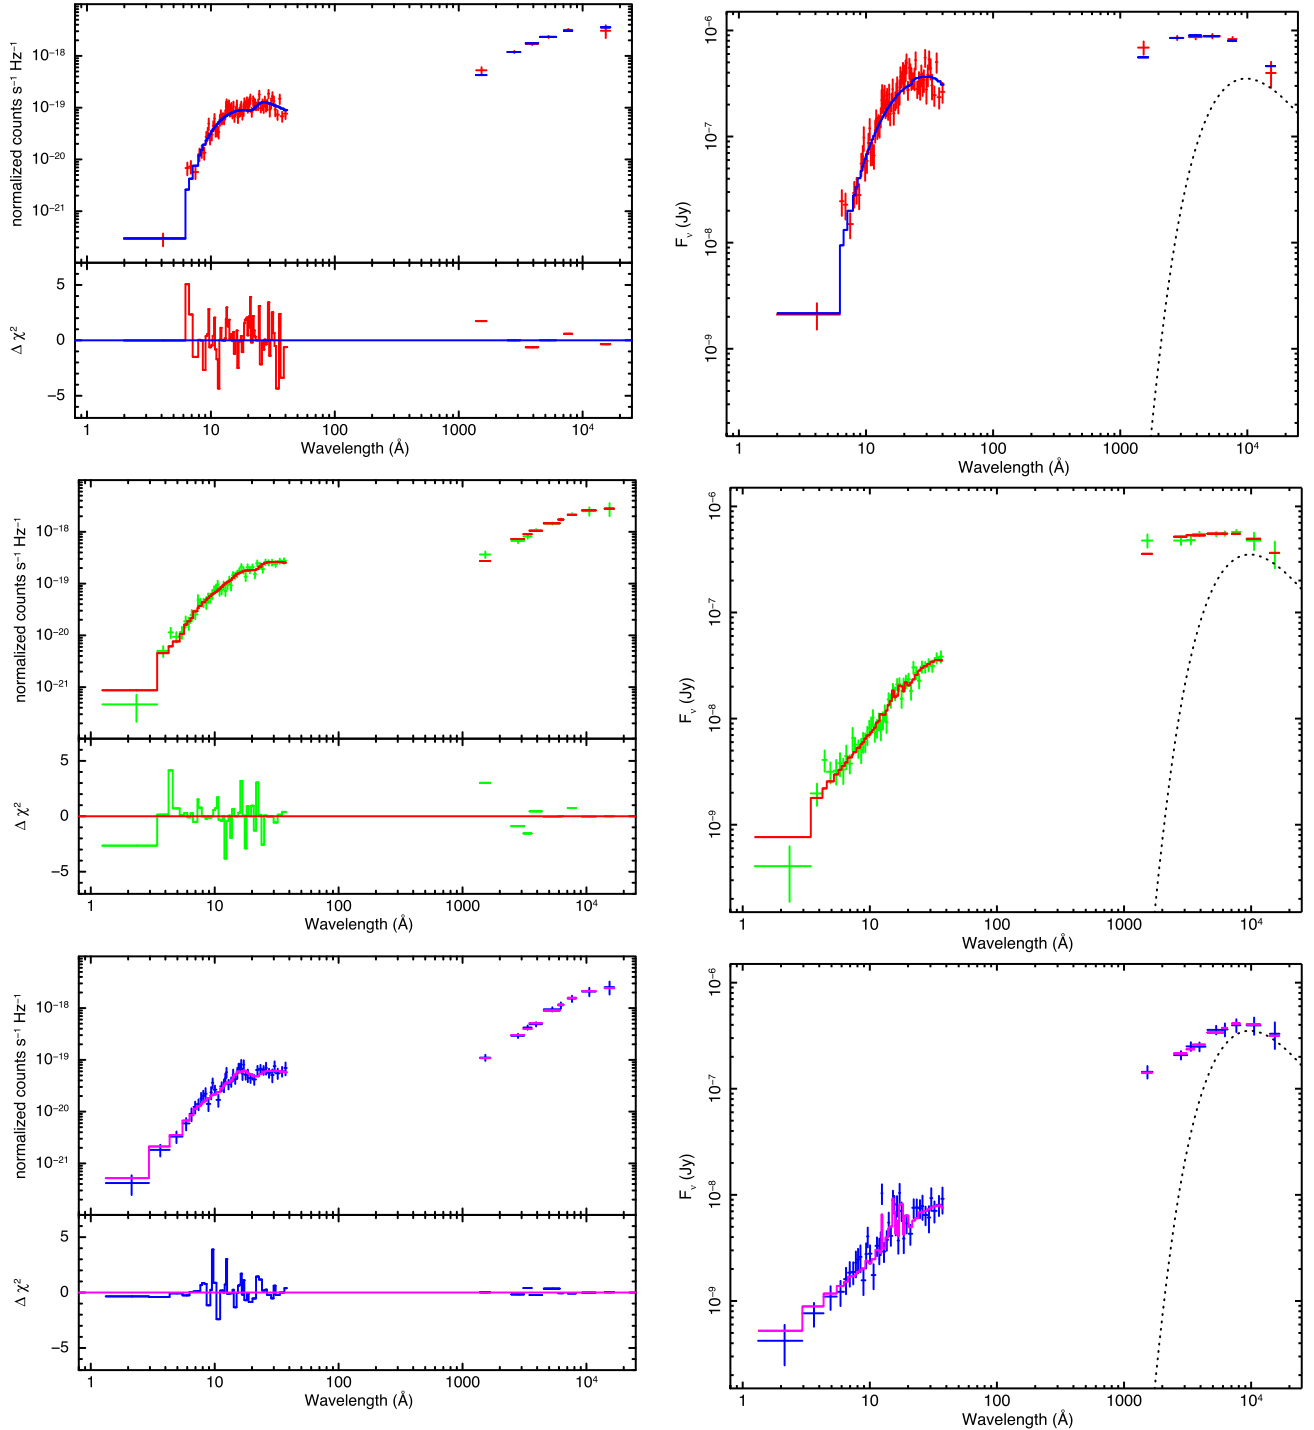 normalized counts s⁻¹ Hz⁻¹
10⁻¹⁸
10⁻¹⁹
10⁻²⁰
10⁻²¹
Δ χ²
5
0
−5
1 10 100 1000 10⁴
Wavelength (Å)
F_ν (Jy)
10⁻⁶
10⁻⁷
10⁻⁸
10⁻⁹
1 10 100 1000 10⁴
Wavelength (Å)
normalized counts s⁻¹ Hz⁻¹
10⁻¹⁸
10⁻¹⁹
10⁻²⁰
10⁻²¹
Δ χ²
5
0
−5
1 10 100 1000 10⁴
Wavelength (Å)
F_ν (Jy)
10⁻⁶
10⁻⁷
10⁻⁸
10⁻⁹
1 10 100 1000 10⁴
Wavelength (Å)
normalized counts s⁻¹ Hz⁻¹
10⁻¹⁸
10⁻¹⁹
10⁻²⁰
10⁻²¹
Δ χ²
5
0
−5
1 10 100 1000 10⁴
Wavelength (Å)
F_ν (Jy)
10⁻⁶
10⁻⁷
10⁻⁸
10⁻⁹
1 10 100 1000 10⁴
Wavelength (Å)